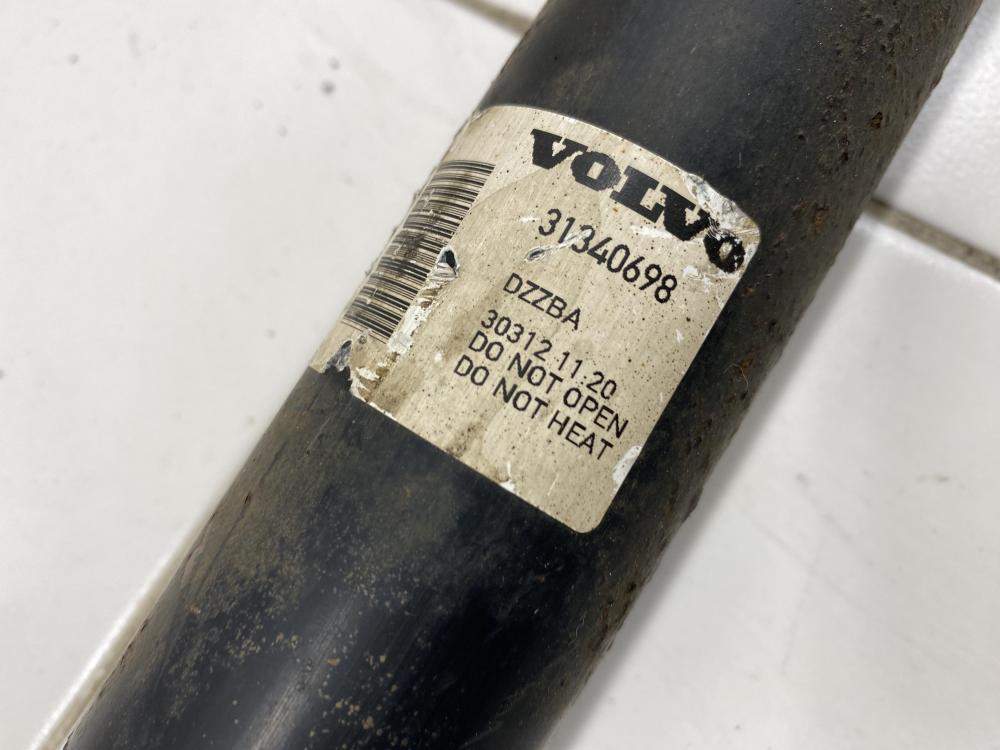 VOLVO
31340698
DZZBA
30312 11.20
DO NOT OPEN
DO NOT HEAT